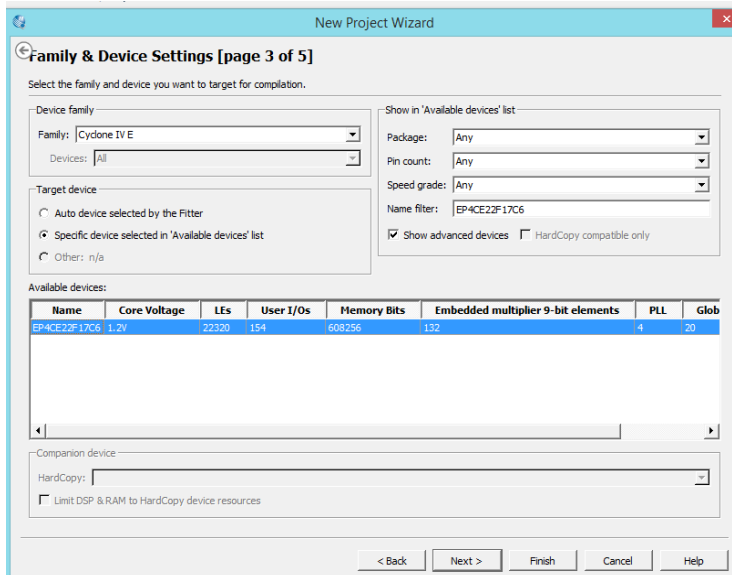 New Project Wizard
Family & Device Settings [page 3 of 5]
Select the family and device you want to target for compilation.
Device family
Family: Cyclone IV E
Devices: All
Show in 'Available devices' list
Package: Any
Pin count: Any
Speed grade: Any
Name filter: EP4CE22F17C6
Show advanced devices HardCopy compatible only
Target device
Auto device selected by the Fitter
Specific device selected in 'Available devices' list
Other: n/a
Available devices:
Name Core Voltage LEs User I/Os Memory Bits Embedded multiplier 9-bit elements PLL Glob
EP4CE22F17C6 1.2V 22320 154 608256 132 4 20
Companion device
HardCopy:
Limit DSP & RAM to HardCopy device resources
< Back Next > Finish Cancel Help